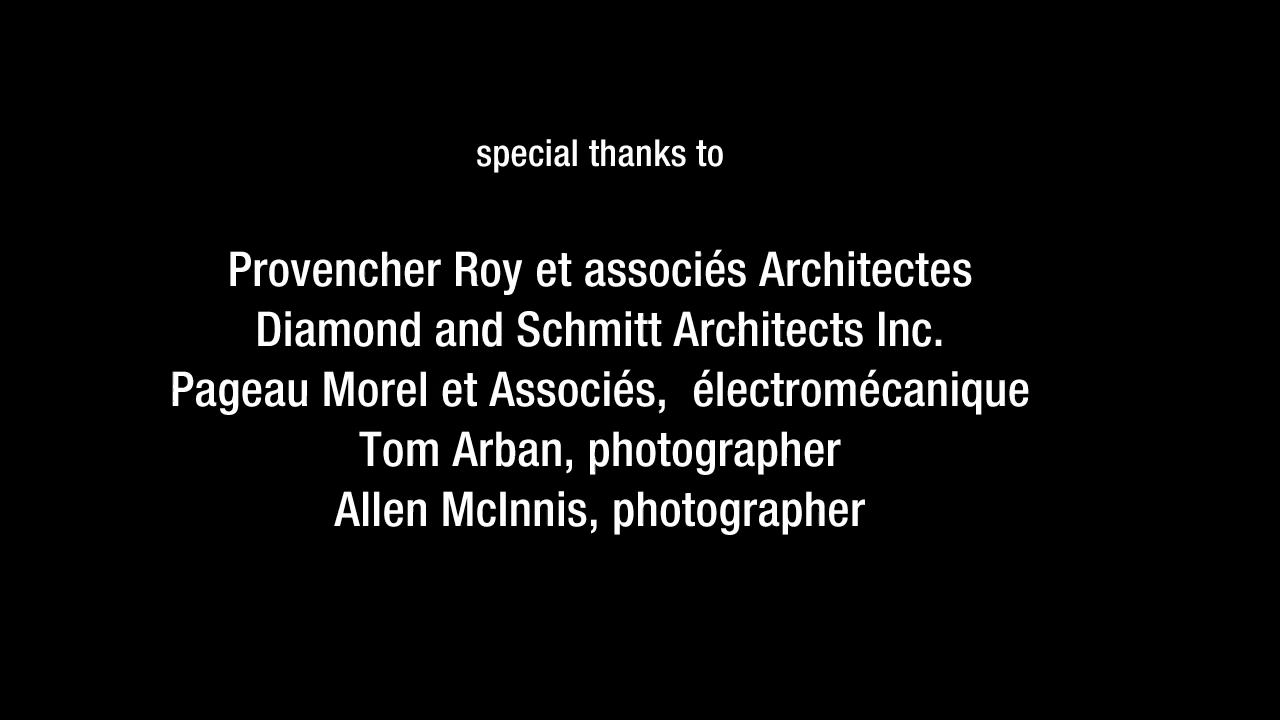 special thanks to
Provencher Roy et associés Architectes
Diamond and Schmitt Architects Inc.
Pageau Morel et Associés,  électromécanique
Tom Arban, photographer
Allen McInnis, photographer